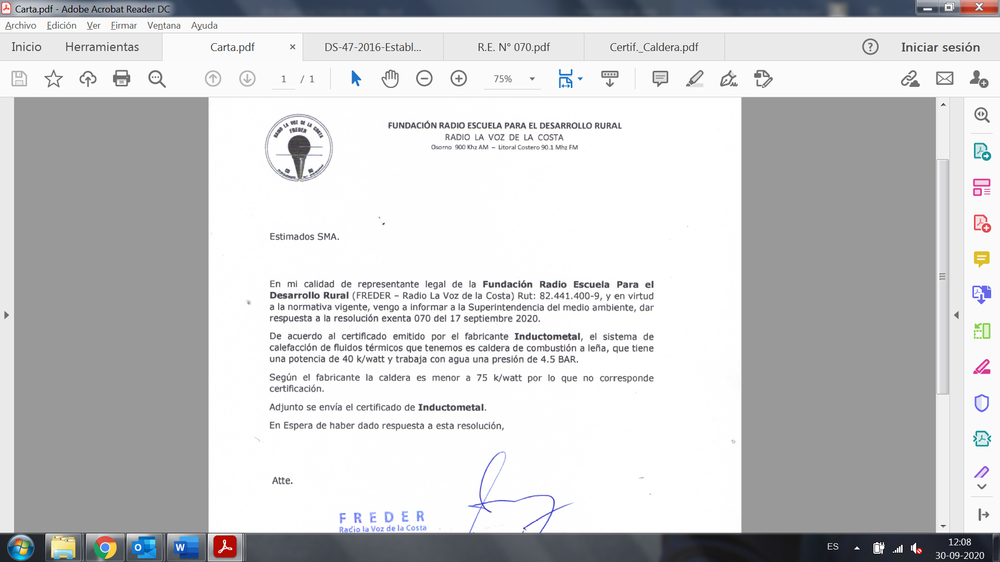 Carta.pdf - Adobe Acrobat Reader DC
Archivo Edición Ver Firmar Ventana Ayuda
Inicio Herramientas Carta.pdf × DS-47-2016-Establ... R.E. N° 070.pdf Certif._Caldera.pdf Iniciar sesión
1 / 1 75%
RADIO LA VOZ DE LA COSTA
FREDER
CD 90
FUNDACIÓN RADIO ESCUELA PARA EL DESARROLLO RURAL
RADIO LA VOZ DE LA COSTA
Osorno 900 Khz AM – Litoral Costero 90.1 Mhz FM
Estimados SMA.
En mi calidad de representante legal de la Fundación Radio Escuela Para el
Desarrollo Rural (FREDER – Radio La Voz de la Costa) Rut: 82.441.400-9, y en virtud
a la normativa vigente, vengo a informar a la Superintendencia del medio ambiente, dar
respuesta a la resolución exenta 070 del 17 septiembre 2020.
De acuerdo al certificado emitido por el fabricante Inductometal, el sistema de
calefacción de fluidos térmicos que tenemos es caldera de combustión a leña, que tiene
una potencia de 40 k/watt y trabaja con agua una presión de 4.5 BAR.
Según el fabricante la caldera es menor a 75 k/watt por lo que no corresponde
certificación.
Adjunto se envía el certificado de Inductometal.
En Espera de haber dado respuesta a esta resolución,
Atte.
FREDER
Radio la Voz de la Costa
ES 12:08
30-09-2020